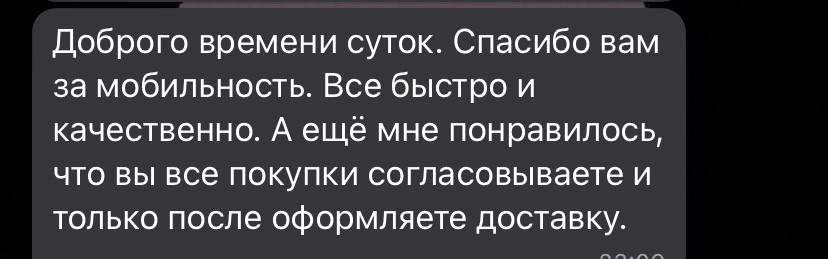 Доброго времени суток. Спасибо вам
за мобильность. Все быстро и
качественно. А ещё мне понравилось,
что вы все покупки согласовываете и
только после оформляете доставку.